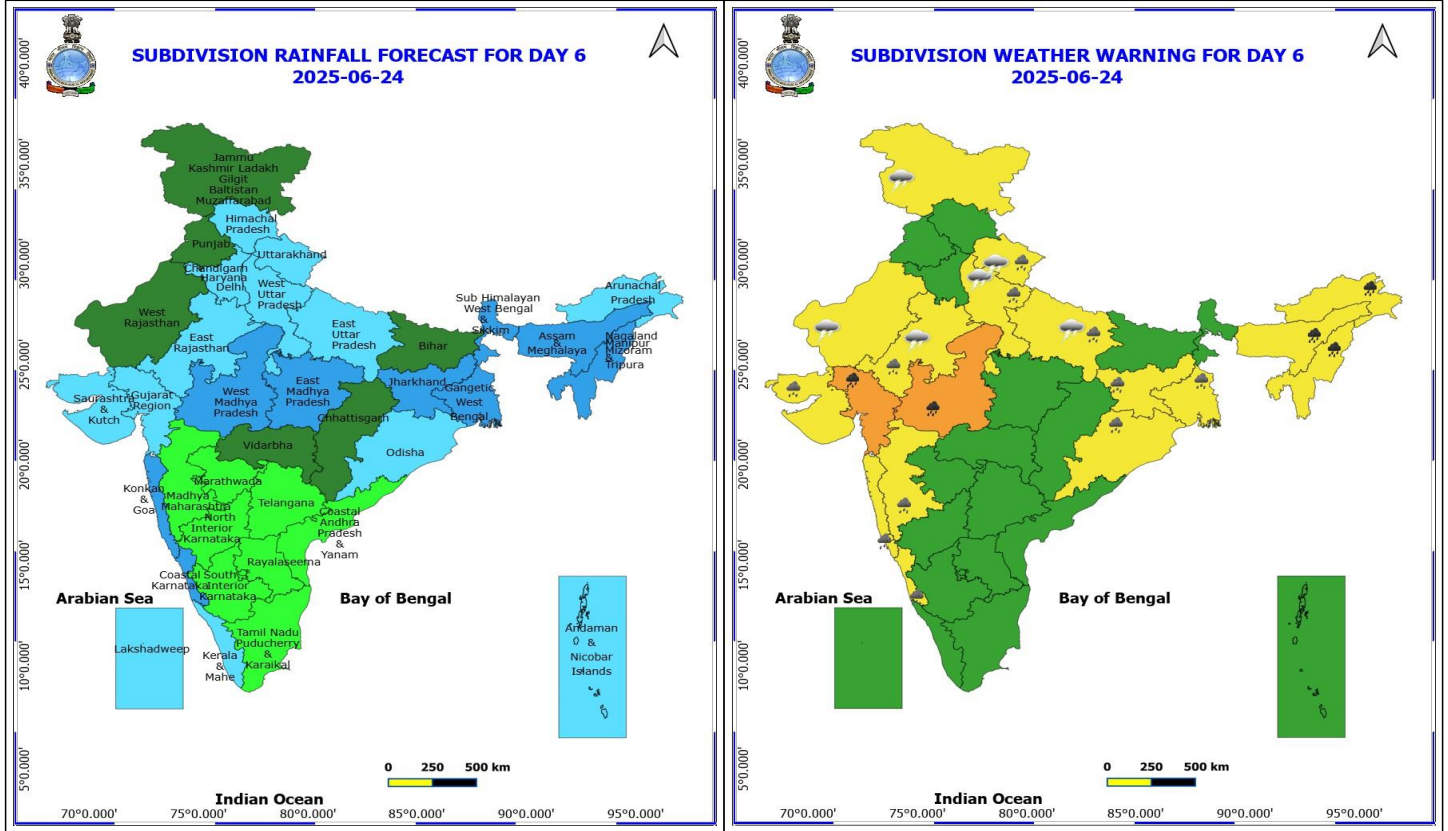 SUBDIVISION RAINFALL FORECAST FOR DAY 6
2025-06-24
40°0.000'
35°0.000'
30°0.000'
25°0.000'
20°0.000'
15°0.000'
10°0.000'
5°0.000'
Jammu
Kashmir Ladakh
Gilgit
Baltistan
Muzaffarabad
Himachal
Pradesh
Punjab
Uttarakhand
Chandigarh
Haryana
Delhi
West
Uttar
Pradesh
West
Rajasthan
East
Rajasthan
East
Uttar
Pradesh
Bihar
Sub Himalayan
West Bengal
&
Sikkim
Arunachal
Pradesh
Assam
&
Meghalaya
Nagaland
Manipur
Mizoram
&
Tripura
Saurashtra
&
Kutch
Gujarat
Region
West
Madhya
Pradesh
East
Madhya
Pradesh
Jharkhand
Gangetic
West
Bengal
Chhattisgarh
Vidarbha
Odisha
Konkan
&
Goa
Madhya
Maharashtra
Marathwada
North
Interior
Karnataka
Telangana
Coastal
Andhra
Pradesh
&
Yanam
Rayalaseema
Coastal
Karnataka
South
Interior
Karnataka
Tamil Nadu
Puducherry
&
Karaikal
Kerala
&
Mahe
Lakshadweep
Andaman
&
Nicobar
Islands
Arabian Sea
Bay of Bengal
0 250 500 km
Indian Ocean
70°0.000' 75°0.000' 80°0.000' 85°0.000' 90°0.000' 95°0.000'
SUBDIVISION WEATHER WARNING FOR DAY 6
2025-06-24
40°0.000'
35°0.000'
30°0.000'
25°0.000'
20°0.000'
15°0.000'
10°0.000'
5°0.000'
Arabian Sea
Bay of Bengal
0 250 500 km
Indian Ocean
70°0.000' 75°0.000' 80°0.000' 85°0.000' 90°0.000' 95°0.000'